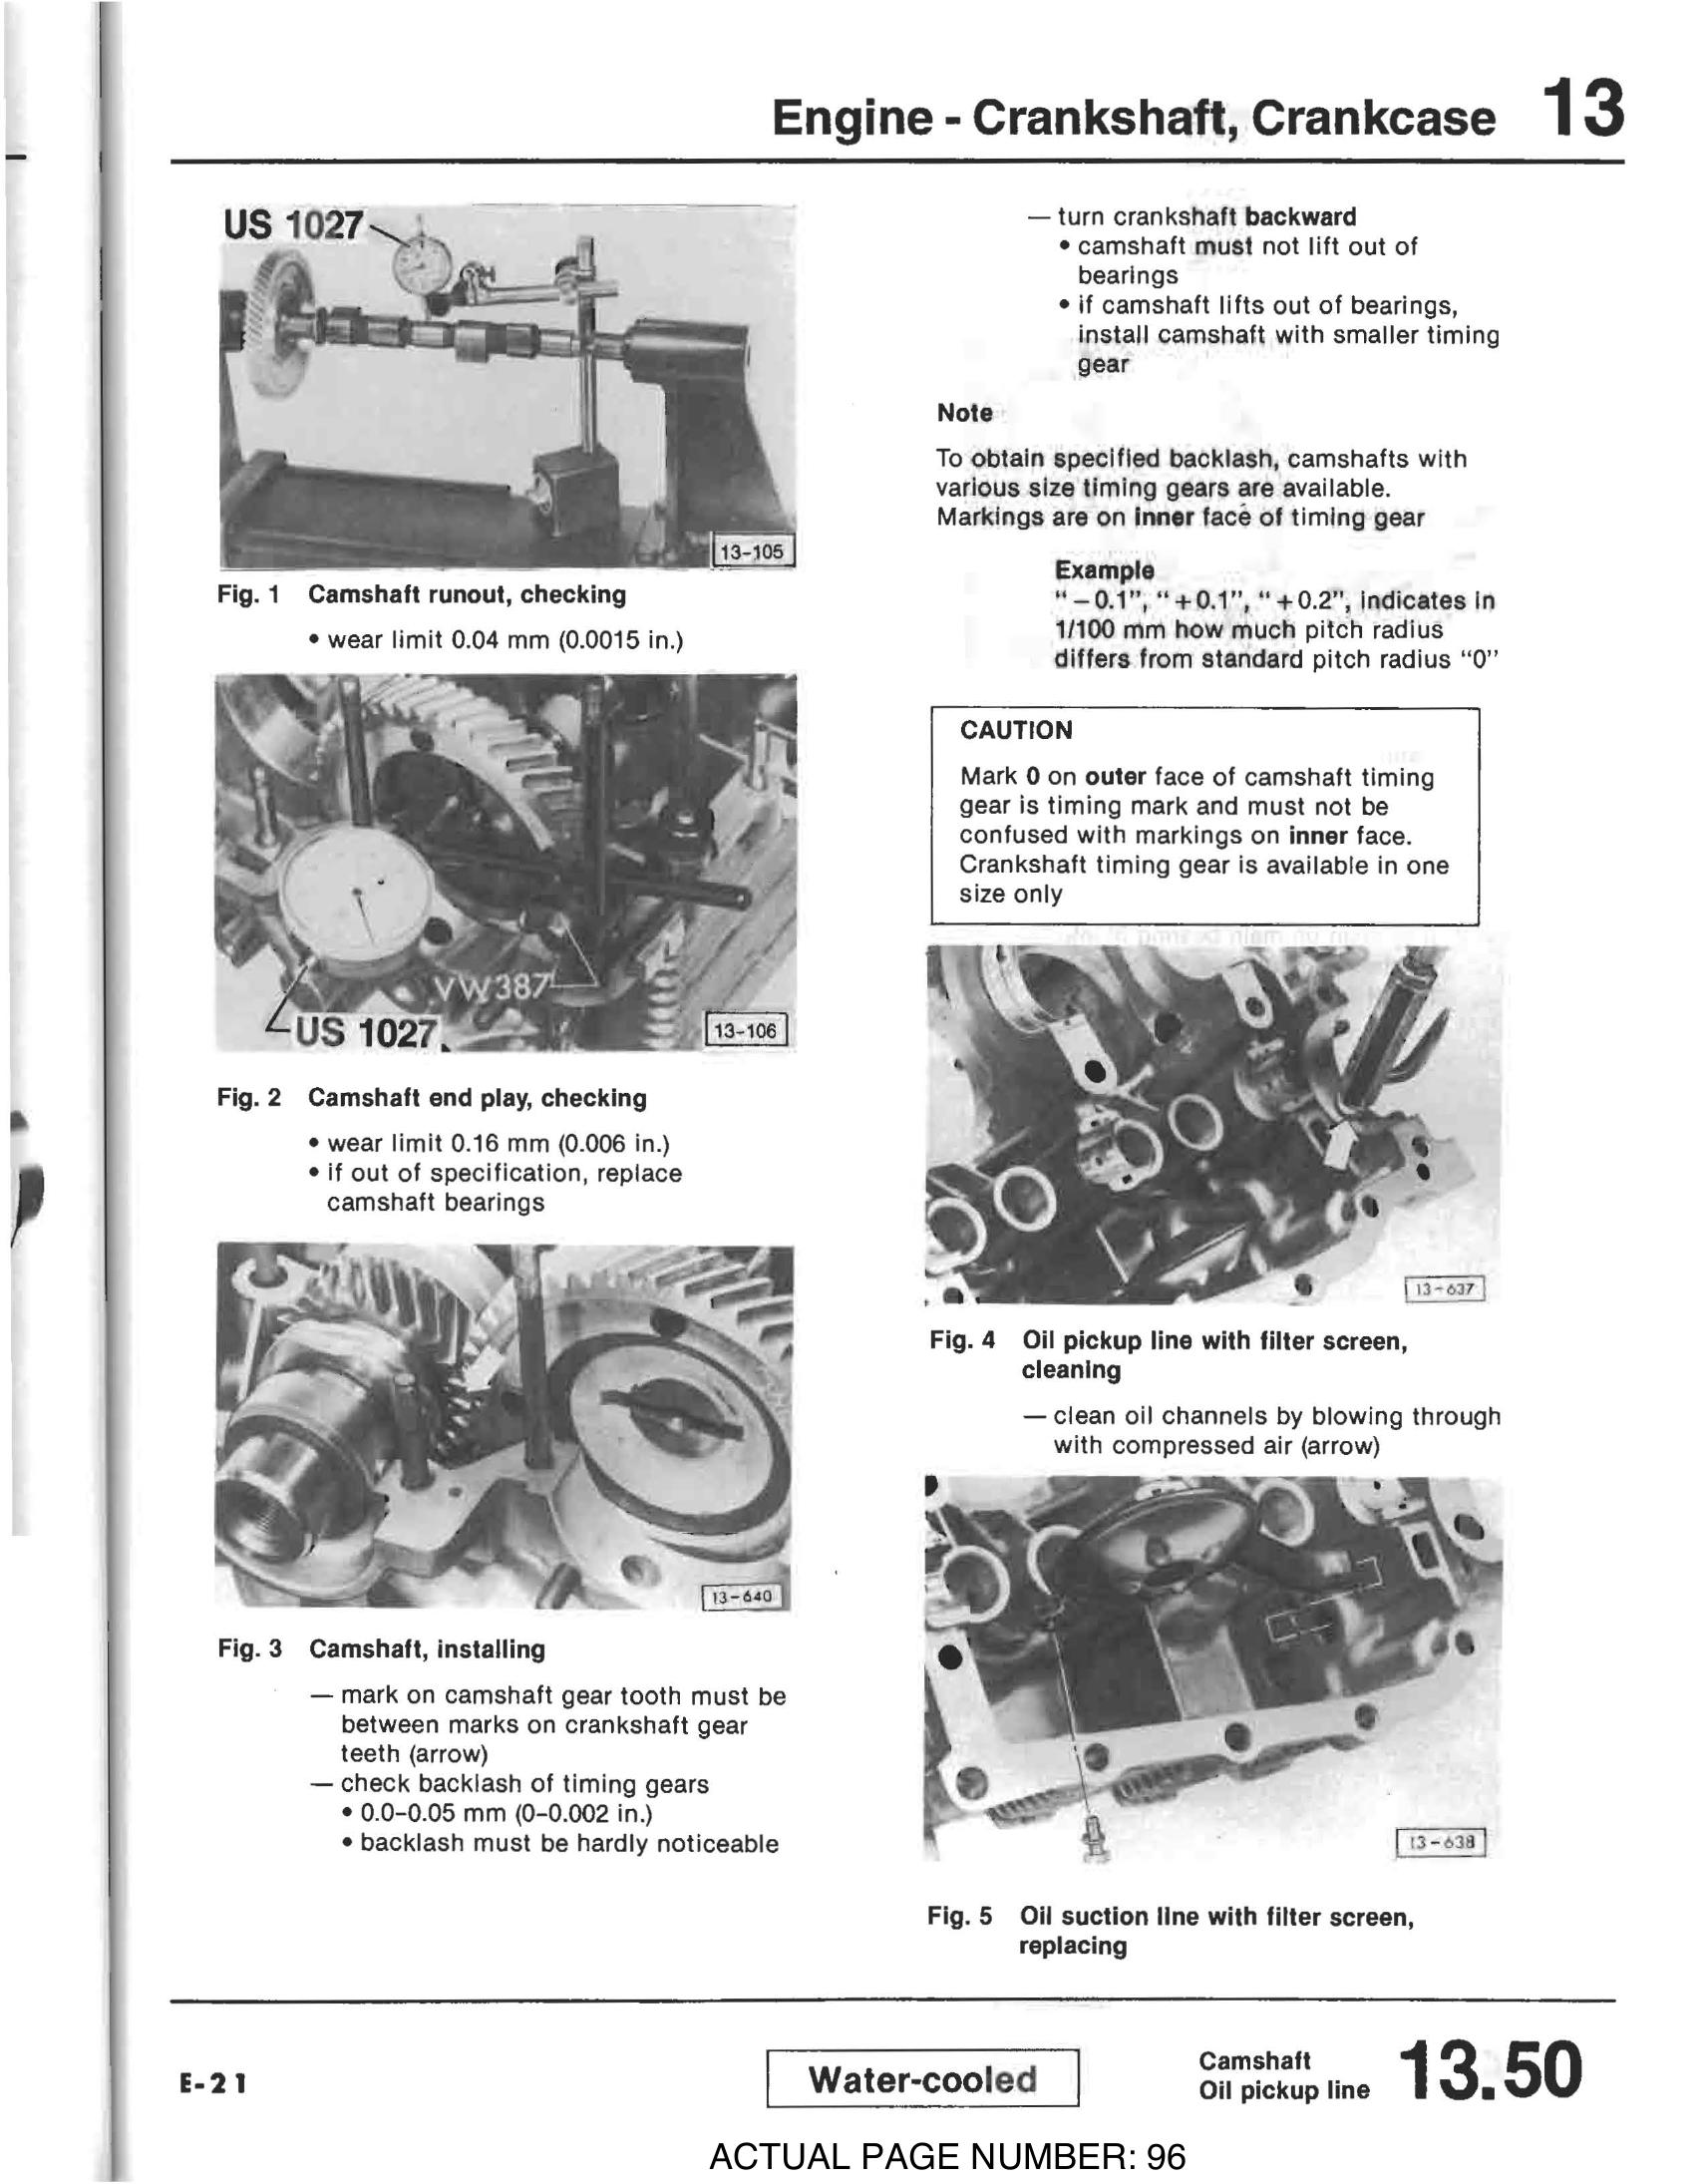 Engine - Crankshaft, Crankcase 13
US 1027
13-105
Fig. 1 Camshaft runout, checking
• wear limit 0.04 mm (0.0015 in.)
VW387
US 1027
13-106
Fig. 2 Camshaft end play, checking
• wear limit 0.16 mm (0.006 in.)
• if out of specification, replace
camshaft bearings
13-640
Fig. 3 Camshaft, installing
— mark on camshaft gear tooth must be
between marks on crankshaft gear
teeth (arrow)
— check backlash of timing gears
• 0.0-0.05 mm (0-0.002 in.)
• backlash must be hardly noticeable
— turn crankshaft backward
• camshaft must not lift out of
bearings
• if camshaft lifts out of bearings,
install camshaft with smaller timing
gear
Note
To obtain specified backlash, camshafts with
various size timing gears are available.
Markings are on inner face of timing gear
Example
“–0.1”, “+0.1”, “+0.2”, indicates in
1/100 mm how much pitch radius
differs from standard pitch radius “0”
CAUTION
Mark 0 on outer face of camshaft timing
gear is timing mark and must not be
confused with markings on inner face.
Crankshaft timing gear is available in one
size only
13-637
Fig. 4 Oil pickup line with filter screen,
cleaning
— clean oil channels by blowing through
with compressed air (arrow)
13-638
Fig. 5 Oil suction line with filter screen,
replacing
E-21
Water-cooled
Camshaft
Oil pickup line
13.50
ACTUAL PAGE NUMBER: 96